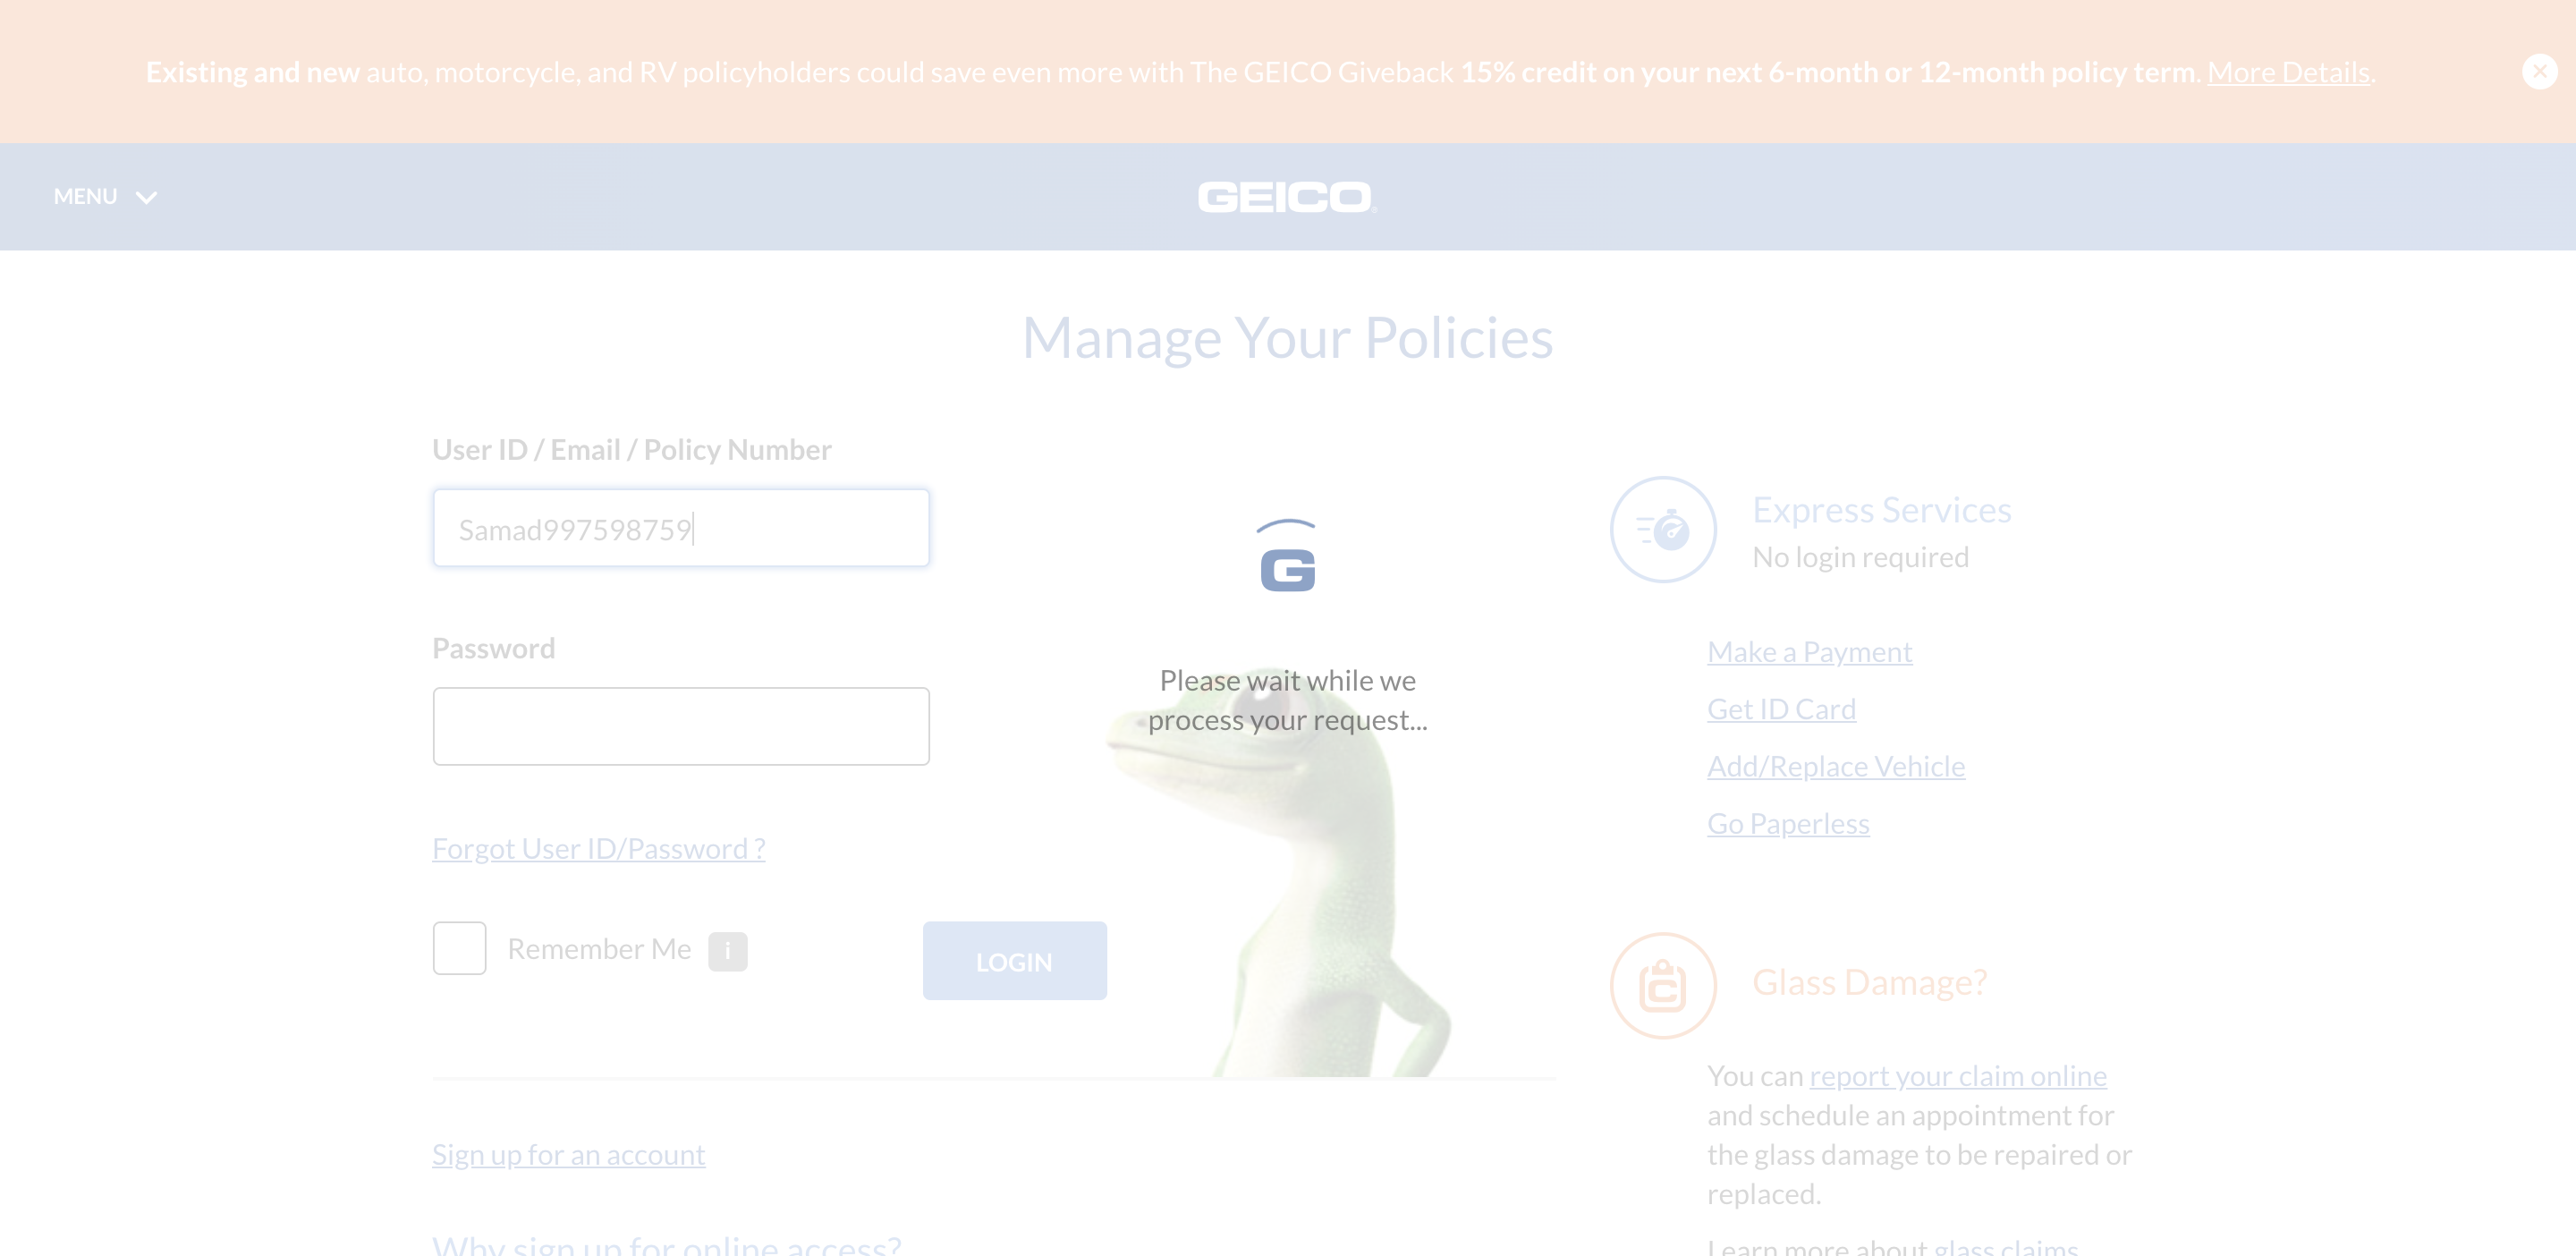 Existing and new auto, motorcycle, and RV policyholders could save even more with The GEICO Giveback 15% credit on your next 6-month or 12-month policy term. More Details.
MENU
GEICO
Manage Your Policies
User ID / Email / Policy Number
Samad997598759
Password
Forgot User ID/Password ?
Remember Me i
LOGIN
Sign up for an account
Why sign up for online access?
G
Please wait while we
process your request...
Express Services
No login required
Make a Payment
Get ID Card
Add/Replace Vehicle
Go Paperless
Glass Damage?
You can report your claim online
and schedule an appointment for
the glass damage to be repaired or
replaced.
Learn more about glass claims